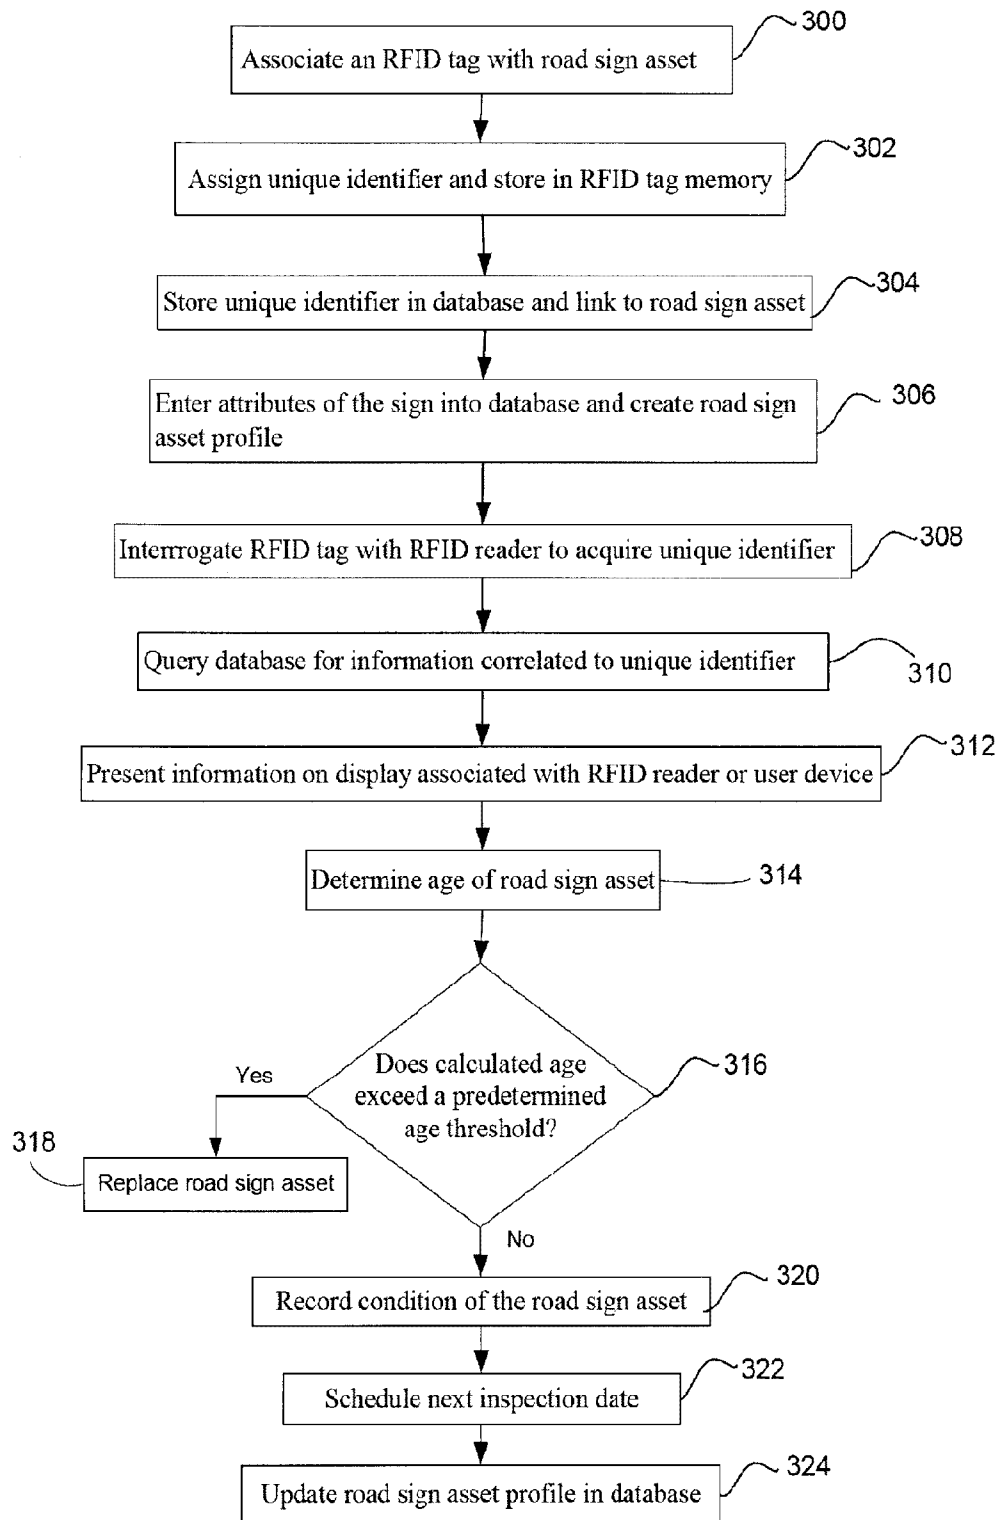 300
Associate an RFID tag with road sign asset
302
Assign unique identifier and store in RFID tag memory
304
Store unique identifier in database and link to road sign asset
306
Enter attributes of the sign into database and create road sign
asset profile
308
Interrrogate RFID tag with RFID reader to acquire unique identifier
310
Query database for information correlated to unique identifier
312
Present information on display associated with RFID reader or user device
314
Determine age of road sign asset
316
Does calculated age
exceed a predetermined
age threshold?
Yes
318
Replace road sign asset
No
320
Record condition of the road sign asset
322
Schedule next inspection date
324
Update road sign asset profile in database